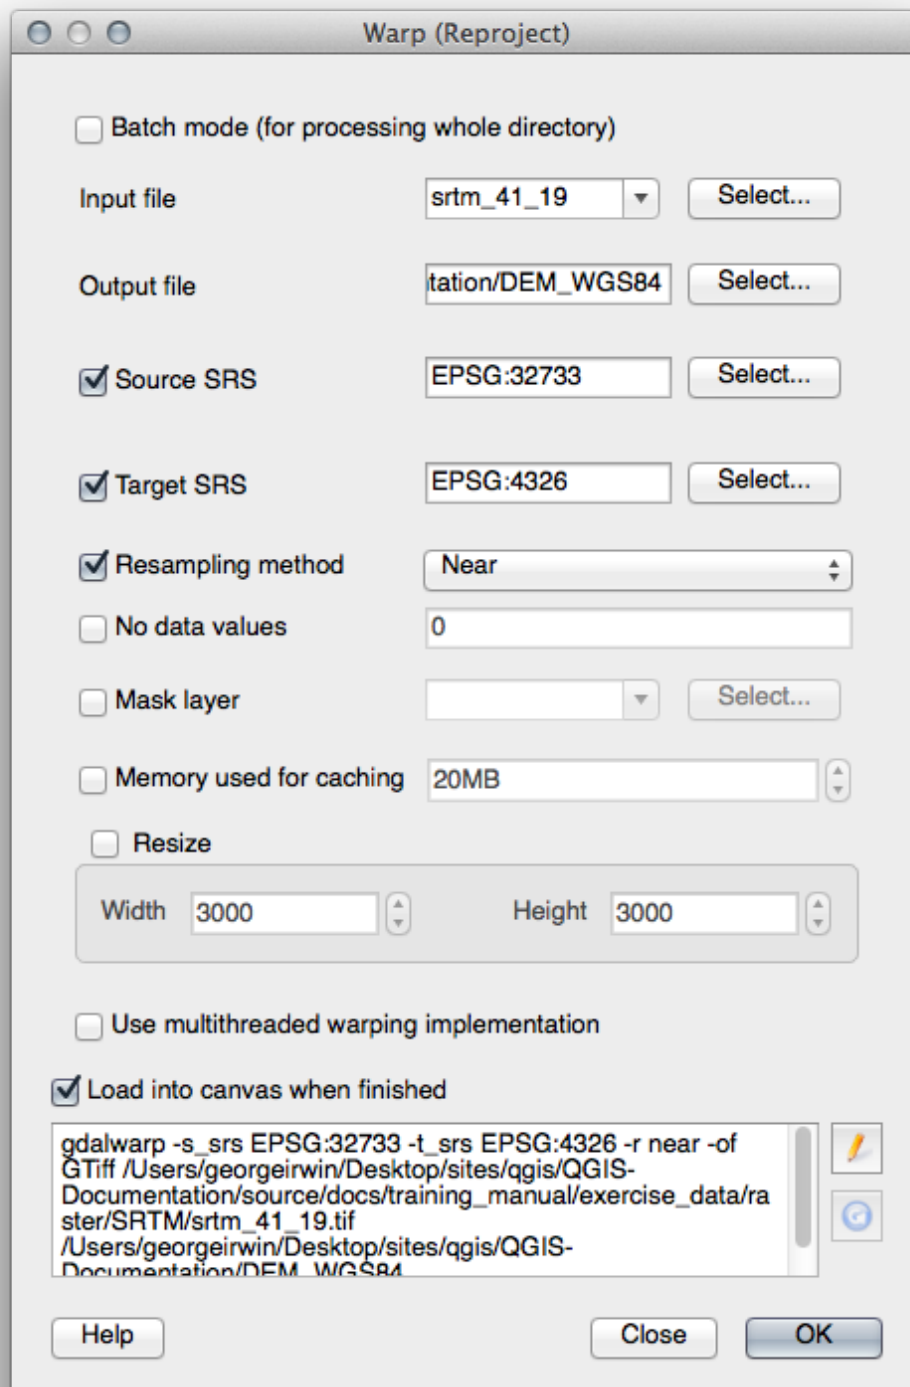 Warp (Reproject)
Batch mode (for processing whole directory)
Input file srtm_41_19 Select...
Output file tation/DEM_WGS84 Select...
Source SRS EPSG:32733 Select...
Target SRS EPSG:4326 Select...
Resampling method Near
No data values 0
Mask layer Select...
Memory used for caching 20MB
Resize
Width 3000 Height 3000
Use multithreaded warping implementation
Load into canvas when finished
gdalwarp -s_srs EPSG:32733 -t_srs EPSG:4326 -r near -of
GTiff /Users/georgeirwin/Desktop/sites/qgis/QGIS-
Documentation/source/docs/training_manual/exercise_data/ra
ster/SRTM/srtm_41_19.tif
/Users/georgeirwin/Desktop/sites/qgis/QGIS-
Documentation/DEM_WGS84
Help Close OK